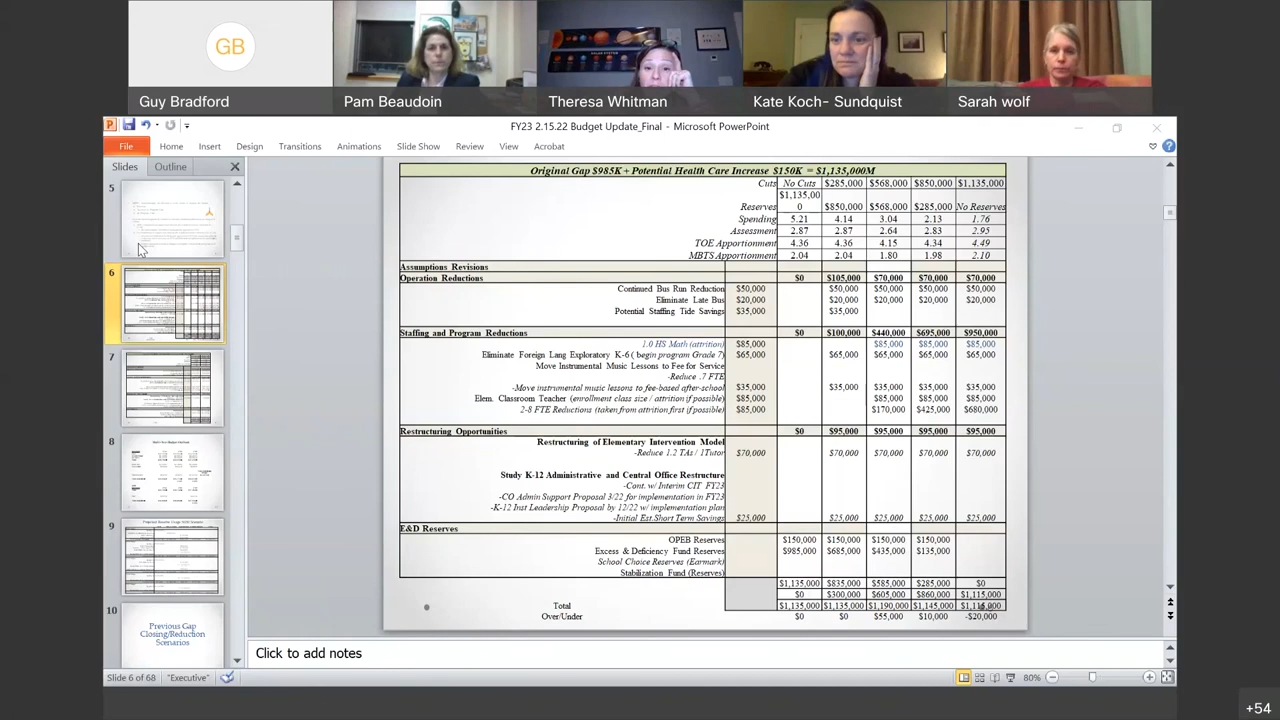 GB
Guy Bradford
Pam Beaudoin
Theresa Whitman
Kate Koch- Sundquist
Sarah wolf
FY23 2.15.22 Budget Update_Final - Microsoft PowerPoint
File Home Insert Design Transitions Animations Slide Show Review View Acrobat
Slides Outline
5
6
7
8
9
10
Previous Gap
Closing/Reduction
Scenarios
Original Gap $985K + Potential Health Care Increase $150K = $1,135,000M
Cuts No Cuts $285,000 $568,000 $850,000 $1,135,000
$1,135,00
Reserves 0 $850,000 $568,000 $285,000 No Reserves
Spending 5.21 4.14 3.04 2.13 1.76
Assessment 2.87 2.87 2.64 2.83 2.95
TOE Apportionment 4.36 4.36 4.15 4.34 4.49
MBTS Apportionment 2.04 2.04 1.80 1.98 2.10
Assumptions Revisions
Operation Reductions $0 $105,000 $70,000 $70,000 $70,000
Continued Bus Run Reduction $50,000 $50,000 $50,000 $50,000 $50,000
Eliminate Late Bus $20,000 $20,000 $20,000 $20,000 $20,000
Potential Staffing Tide Savings $35,000 $35,000
Staffing and Program Reductions $0 $100,000 $440,000 $695,000 $950,000
1.0 HS Math (attrition) $85,000 $85,000 $85,000 $85,000
Eliminate Foreign Lang Exploratory K-6 ( begin program Grade 7) $65,000 $65,000 $65,000 $65,000 $65,000
Move Instrumental Music Lessons to Fee for Service
-Reduce .7 FTE
-Move instrumental music lessons to fee-based after-school $35,000 $35,000 $35,000 $35,000 $35,000
Elem. Classroom Teacher (enrollment class size / attrition if possible) $85,000 $85,000 $85,000 $85,000
2-8 FTE Reductions (taken from attrition first if possible) $85,000 $170,000 $425,000 $680,000
Restructuring Opportunities $0 $95,000 $95,000 $95,000 $95,000
Restructuring of Elementary Intervention Model
-Reduce 1.2 TAs / 1Tutor $70,000 $70,000 $70,000 $70,000 $70,000
Study K-12 Administrative and Central Office Restructure
-Cont. w/ Interim CIT FY23
-CO Admin Support Proposal 3/22 for implementation in FY23
-K-12 Inst Leadership Proposal by 12/22 w/ implementation plan
-Initial Est.Short Term Savings $25,000 $25,000 $25,000 $25,000 $25,000
E&D Reserves
OPEB Reserves $150,000 $150,000 $150,000 $150,000
Excess & Deficiency Fund Reserves $985,000 $685,000 $435,000 $135,000
School Choice Reserves (Earmark)
Stabilization Fund (Reserves)
$1,135,000 $835,000 $585,000 $285,000 $0
$0 $300,000 $605,000 $860,000 $1,115,000
Total $1,135,000 $1,135,000 $1,190,000 $1,145,000 $1,115,000
Over/Under $0 $0 $55,000 $10,000 -$20,000
Click to add notes
Slide 6 of 68 "Executive" 80%
+54